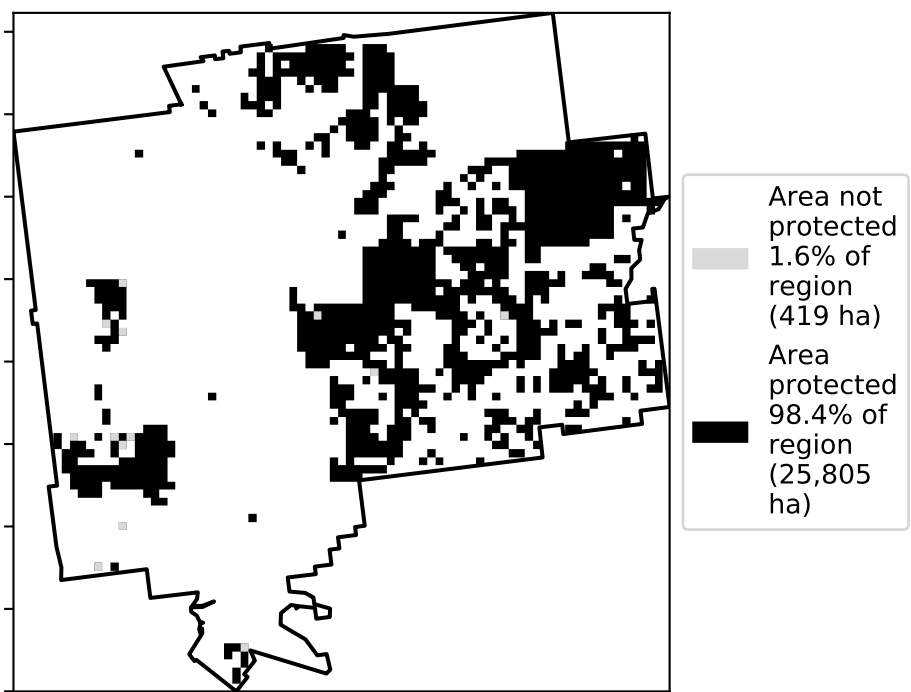 Area not
protected
1.6% of
region
(419 ha)
Area
protected
98.4% of
region
(25,805
ha)